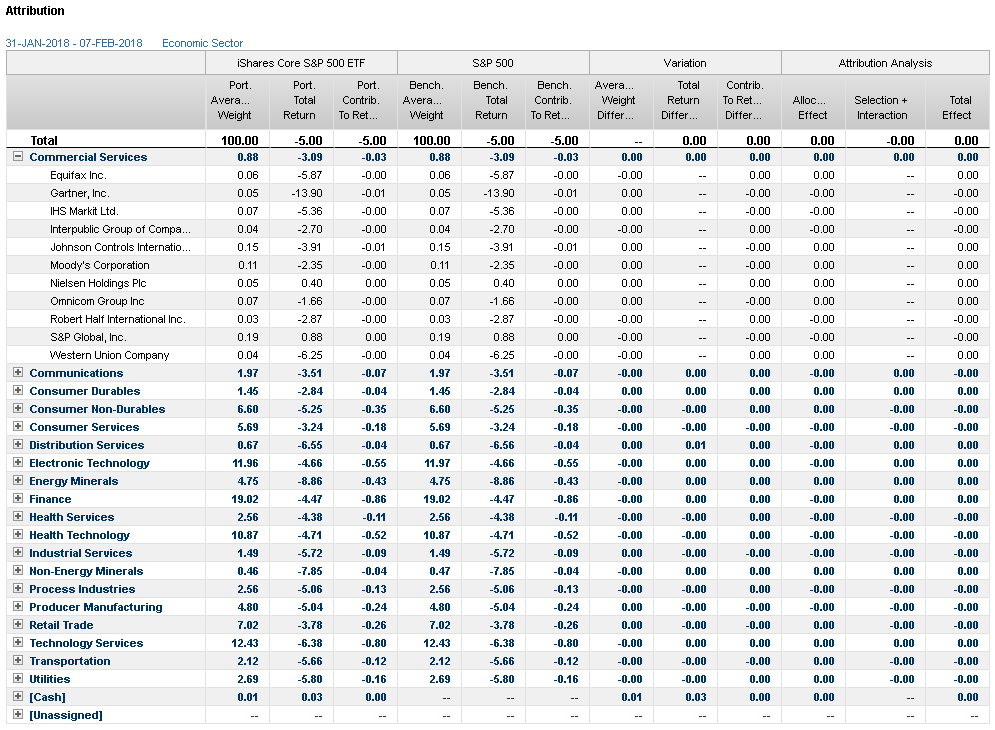 Attribution
31-JAN-2018 - 07-FEB-2018 Economic Sector
iShares Core S&P 500 ETF S&P 500 Variation Attribution Analysis
Port. Avera... Weight Port. Total Return Port. Contrib. To Ret... Bench. Avera... Weight Bench. Total Return Bench. Contrib. To Ret... Avera... Weight Differ... Total Return Differ... Contrib. To Ret... Differ... Alloc... Effect Selection + Interaction Total Effect
Total 100.00 -5.00 -5.00 100.00 -5.00 -5.00 -- 0.00 0.00 0.00 -0.00 0.00
Commercial Services 0.88 -3.09 -0.03 0.88 -3.09 -0.03 0.00 0.00 0.00 0.00 0.00 0.00
Equifax Inc. 0.06 -5.87 -0.00 0.06 -5.87 -0.00 -0.00 -- 0.00 -0.00 -- 0.00
Gartner, Inc. 0.05 -13.90 -0.01 0.05 -13.90 -0.01 0.00 -- -0.00 -0.00 -- -0.00
IHS Markit Ltd. 0.07 -5.36 -0.00 0.07 -5.36 -0.00 0.00 -- -0.00 -0.00 -- -0.00
Interpublic Group of Compa... 0.04 -2.70 -0.00 0.04 -2.70 -0.00 0.00 -- -0.00 0.00 -- 0.00
Johnson Controls Internatio... 0.15 -3.91 -0.01 0.15 -3.91 -0.01 0.00 -- -0.00 0.00 -- 0.00
Moody's Corporation 0.11 -2.35 -0.00 0.11 -2.35 -0.00 0.00 -- -0.00 0.00 -- 0.00
Nielsen Holdings Plc 0.05 0.40 0.00 0.05 0.40 0.00 0.00 -- 0.00 0.00 -- 0.00
Omnicom Group Inc 0.07 -1.66 -0.00 0.07 -1.66 -0.00 0.00 -- -0.00 0.00 -- 0.00
Robert Half International Inc. 0.03 -2.87 -0.00 0.03 -2.87 -0.00 -0.00 -- 0.00 -0.00 -- -0.00
S&P Global, Inc. 0.19 0.88 0.00 0.19 0.88 0.00 -0.00 -- -0.00 -0.00 -- -0.00
Western Union Company 0.04 -6.25 -0.00 0.04 -6.25 -0.00 -0.00 -- 0.00 0.00 -- 0.00
Communications 1.97 -3.51 -0.07 1.97 -3.51 -0.07 -0.00 0.00 0.00 -0.00 0.00 -0.00
Consumer Durables 1.45 -2.84 -0.04 1.45 -2.84 -0.04 0.00 0.00 0.00 0.00 0.00 0.00
Consumer Non-Durables 6.60 -5.25 -0.35 6.60 -5.25 -0.35 -0.00 -0.00 0.00 -0.00 -0.00 -0.00
Consumer Services 5.69 -3.24 -0.18 5.69 -3.24 -0.18 -0.00 0.00 0.00 -0.00 0.00 -0.00
Distribution Services 0.67 -6.55 -0.04 0.67 -6.56 -0.04 0.00 0.01 0.00 -0.00 0.00 0.00
Electronic Technology 11.96 -4.66 -0.55 11.97 -4.66 -0.55 -0.00 -0.00 0.00 -0.00 -0.00 -0.00
Energy Minerals 4.75 -8.86 -0.43 4.75 -8.86 -0.43 -0.00 -0.00 0.00 0.00 -0.00 0.00
Finance 19.02 -4.47 -0.86 19.02 -4.47 -0.86 -0.00 -0.00 0.00 -0.00 -0.00 -0.00
Health Services 2.56 -4.38 -0.11 2.56 -4.38 -0.11 -0.00 -0.00 0.00 -0.00 -0.00 -0.00
Health Technology 10.87 -4.71 -0.52 10.87 -4.71 -0.52 -0.00 -0.00 0.00 -0.00 -0.00 -0.00
Industrial Services 1.49 -5.72 -0.09 1.49 -5.72 -0.09 0.00 -0.00 -0.00 -0.00 -0.00 -0.00
Non-Energy Minerals 0.46 -7.85 -0.04 0.47 -7.85 -0.04 -0.00 -0.00 0.00 0.00 -0.00 0.00
Process Industries 2.56 -5.06 -0.13 2.56 -5.06 -0.13 -0.00 -0.00 0.00 0.00 -0.00 -0.00
Producer Manufacturing 4.80 -5.04 -0.24 4.80 -5.04 -0.24 0.00 -0.00 -0.00 -0.00 -0.00 -0.00
Retail Trade 7.02 -3.78 -0.26 7.02 -3.78 -0.26 0.00 -0.00 0.00 0.00 -0.00 -0.00
Technology Services 12.43 -6.38 -0.80 12.43 -6.38 -0.80 -0.00 0.00 0.00 0.00 0.00 0.00
Transportation 2.12 -5.66 -0.12 2.12 -5.66 -0.12 -0.00 -0.00 0.00 0.00 -0.00 -0.00
Utilities 2.69 -5.80 -0.16 2.69 -5.80 -0.16 -0.00 -0.00 0.00 0.00 -0.00 -0.00
[Cash] 0.01 0.03 0.00 -- -- -- 0.01 0.03 0.00 0.00 -- 0.00
[Unassigned] -- -- -- -- -- -- -- -- -- -- -- --